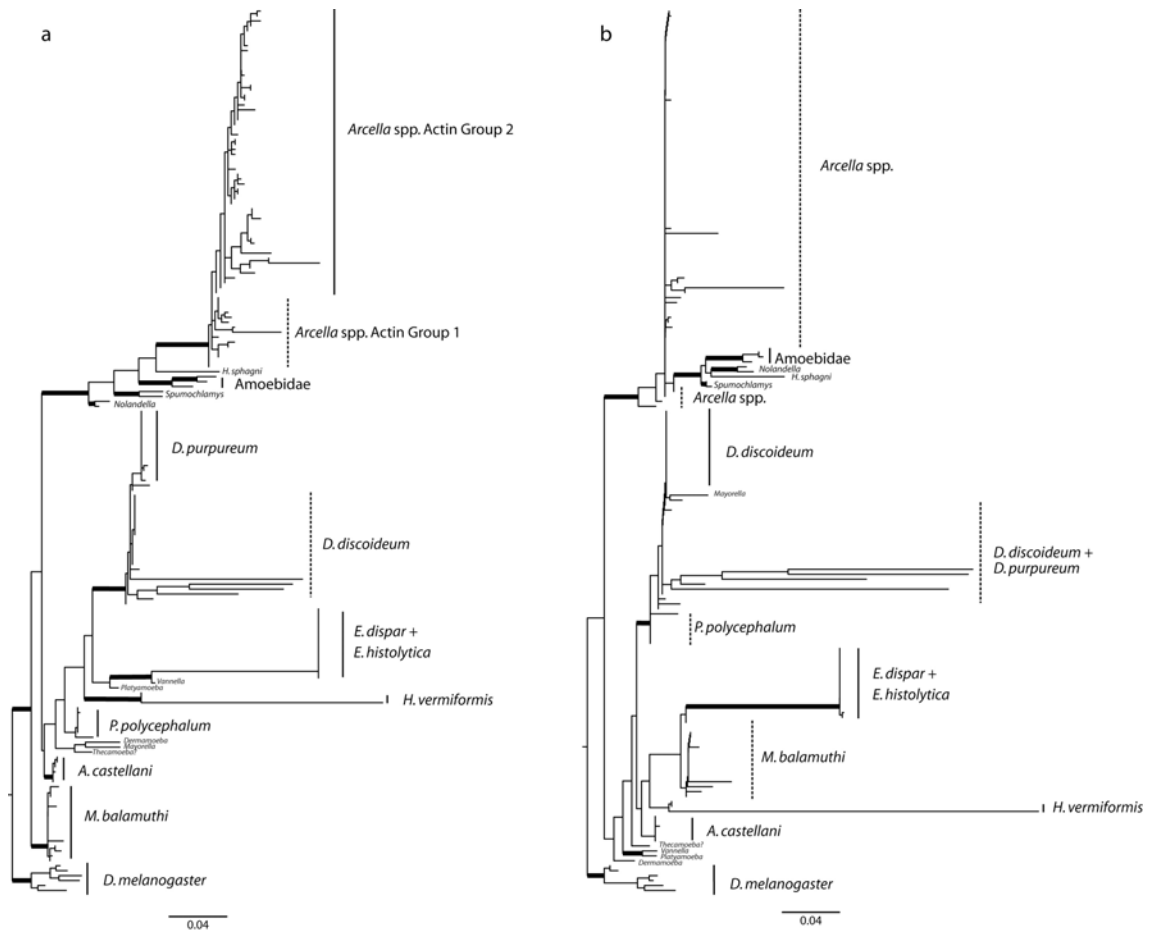 a
Arcella spp. Actin Group 2
Arcella spp. Actin Group 1
H. sphagni
Amoebidae
Spumochlamys
Nolandella
D. purpureum
D. discoideum
E. dispar +
E. histolytica
Vannella
Platyamoeba
H. vermiformis
P. polycephalum
Dermamoeba
Mayorella
Thecamoeba?
A. castellani
M. balamuthi
D. melanogaster
0.04
b
Arcella spp.
Amoebidae
Nolandella
H. sphagni
Spumochlamys
Arcella spp.
D. discoideum
Mayorella
D. discoideum +
D. purpureum
P. polycephalum
E. dispar +
E. histolytica
M. balamuthi
H. vermiformis
A. castellani
Thecamoeba?
Vannella
Platyamoeba
Dermamoeba
D. melanogaster
0.04